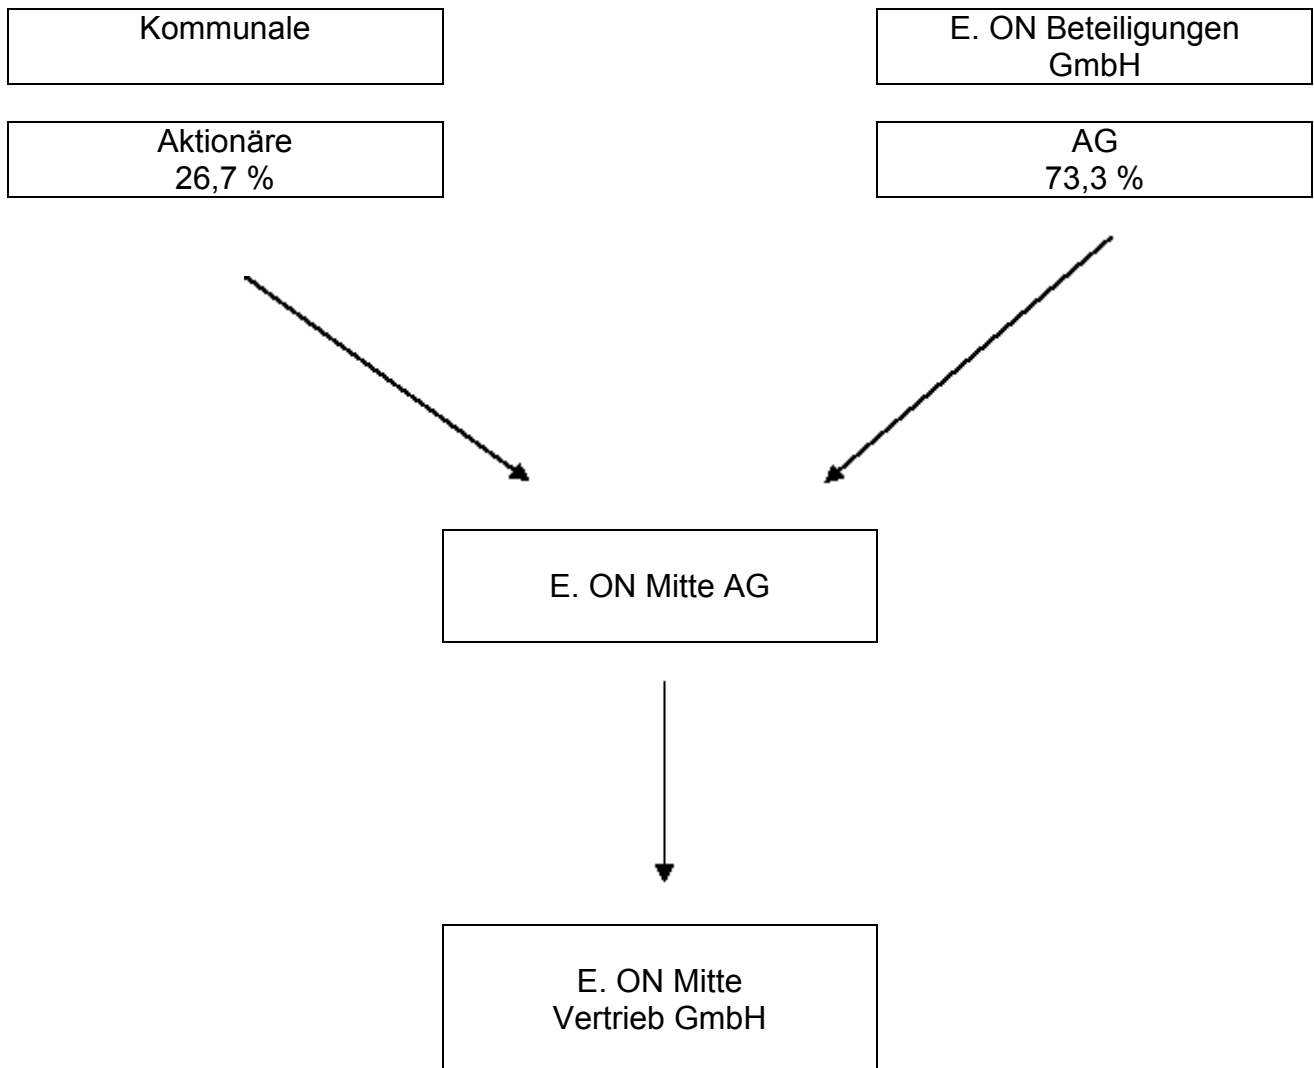 Kommunale
E. ON Beteiligungen
GmbH
Aktionäre
26,7 %
AG
73,3 %
E. ON Mitte AG
E. ON Mitte
Vertrieb GmbH